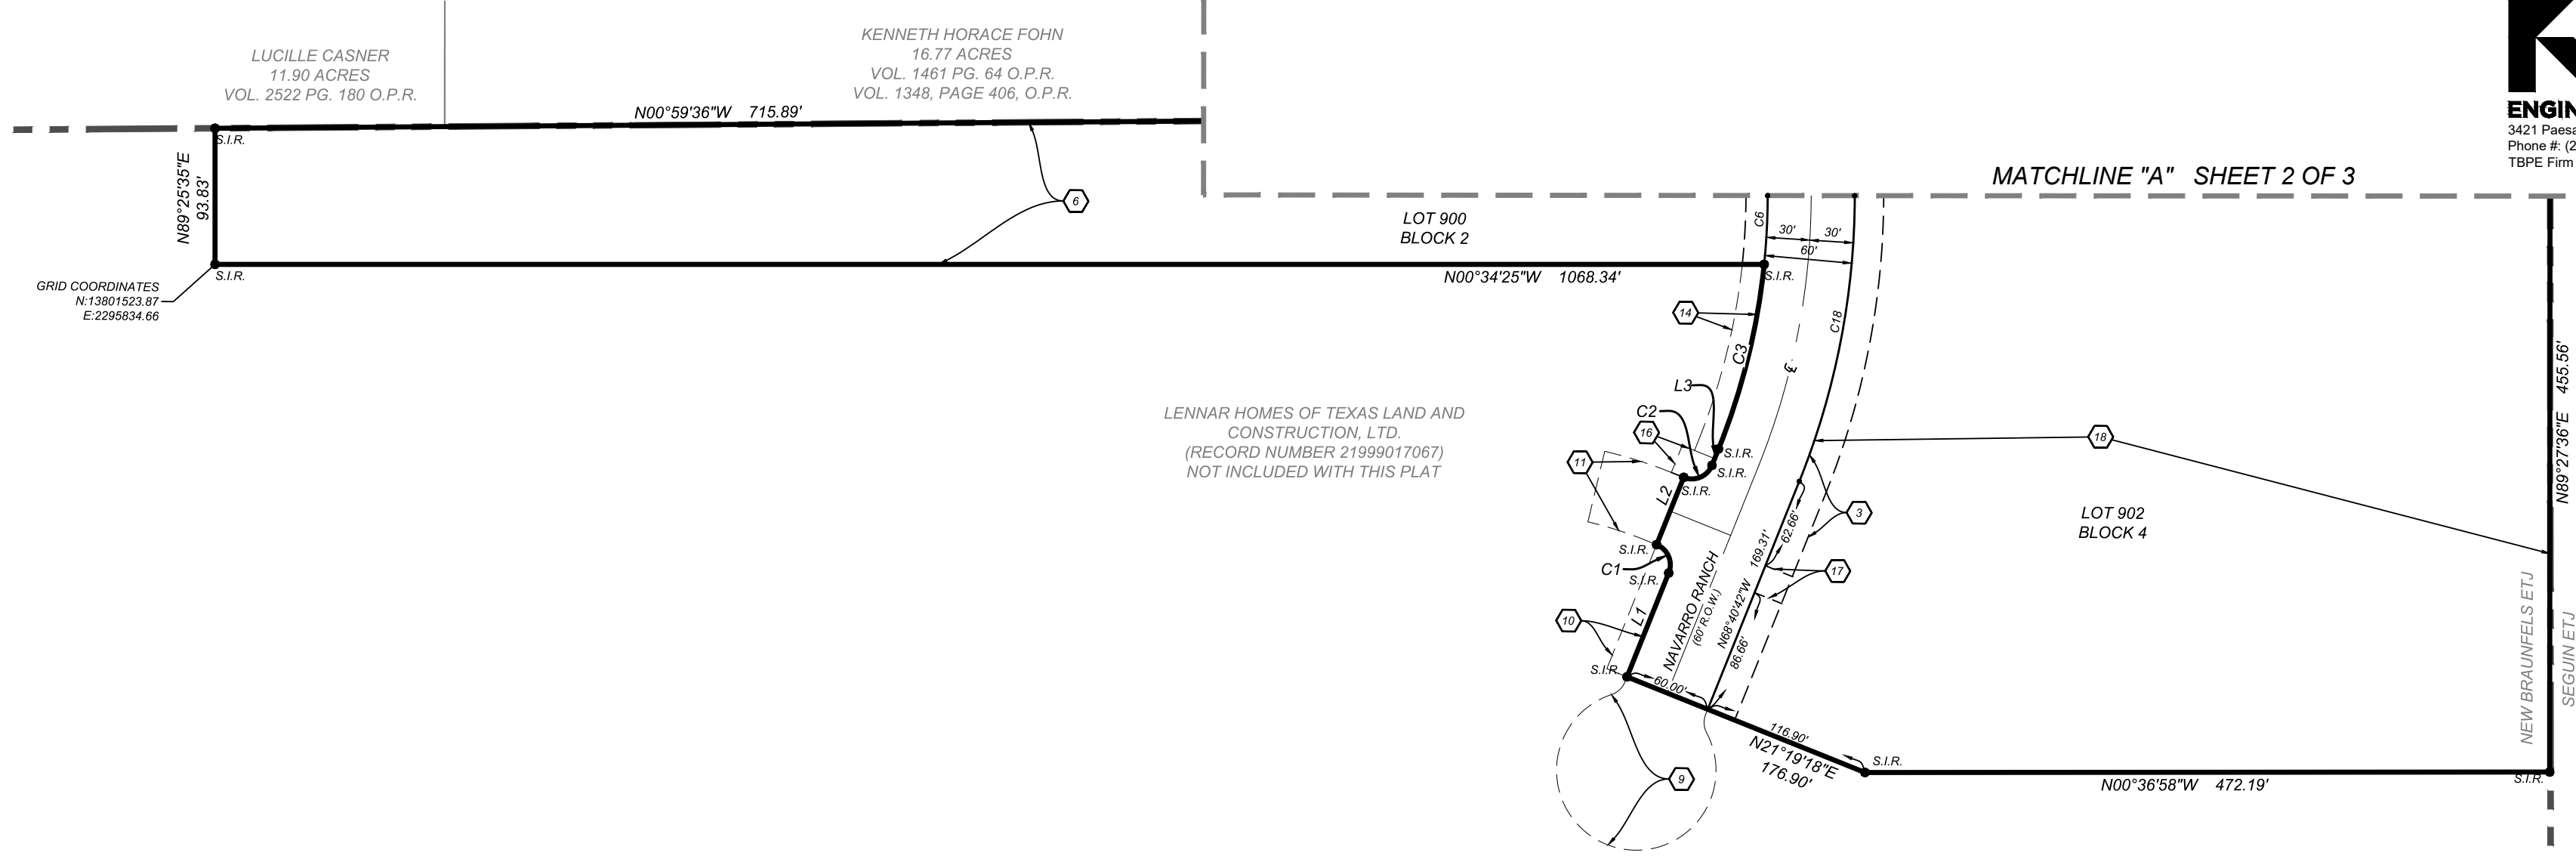 LUCILLE CASNER
11.90 ACRES
VOL. 2522 PG. 180 O.P.R.
KENNETH HORACE FOHN
16.77 ACRES
VOL. 1461 PG. 64 O.P.R.
VOL. 1348, PAGE 406, O.P.R.
N00°59'36"W 715.89'
S.I.R.
N89°25'35"E
93.83'
S.I.R.
GRID COORDINATES
N:13801523.87
E:2295834.66
6
ENGIN
3421 Paesa
Phone #: (2
TBPE Firm
MATCHLINE "A" SHEET 2 OF 3
LOT 900
BLOCK 2
N00°34'25"W 1068.34'
C6
30'
30'
60'
S.I.R.
14
C3
C18
℄
L3
C2
16
11
S.I.R.
S.I.R.
S.I.R.
L2
S.I.R.
C1
S.I.R.
10
L1
S.I.R.
LENNAR HOMES OF TEXAS LAND AND
CONSTRUCTION, LTD.
(RECORD NUMBER 21999017067)
NOT INCLUDED WITH THIS PLAT
NAVARRO RANCH
(60' R.O.W.)
N68°40'42"W 169.31'
62.66'
86.66'
3
17
18
LOT 902
BLOCK 4
N89°27'36"E 455.56'
NEW BRAUNFELS ETJ
SEGUIN ETJ
60.00'
116.90'
N21°19'18"E
176.90'
S.I.R.
9
N00°36'58"W 472.19'
S.I.R.